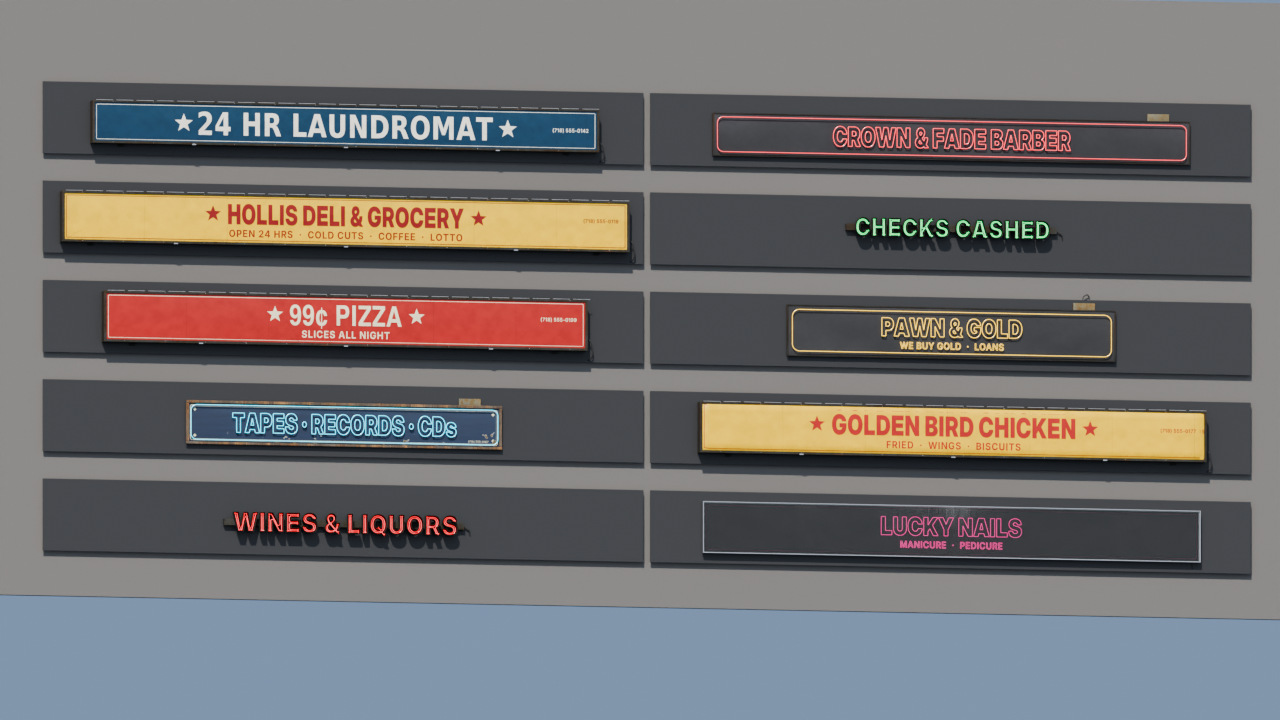 ★24 HR LAUNDROMAT★
(718) 555-0142
CROWN & FADE BARBER
★ HOLLIS DELI & GROCERY ★
OPEN 24 HRS · COLD CUTS · COFFEE · LOTTO
CHECKS CASHED
★ 99¢ PIZZA ★
SLICES ALL NIGHT
PAWN & GOLD
WE BUY GOLD · LOANS
TAPES·RECORDS·CDs
★ GOLDEN BIRD CHICKEN ★
FRIED · WINGS · BISCUITS
WINES & LIQUORS
LUCKY NAILS
MANICURE · PEDICURE